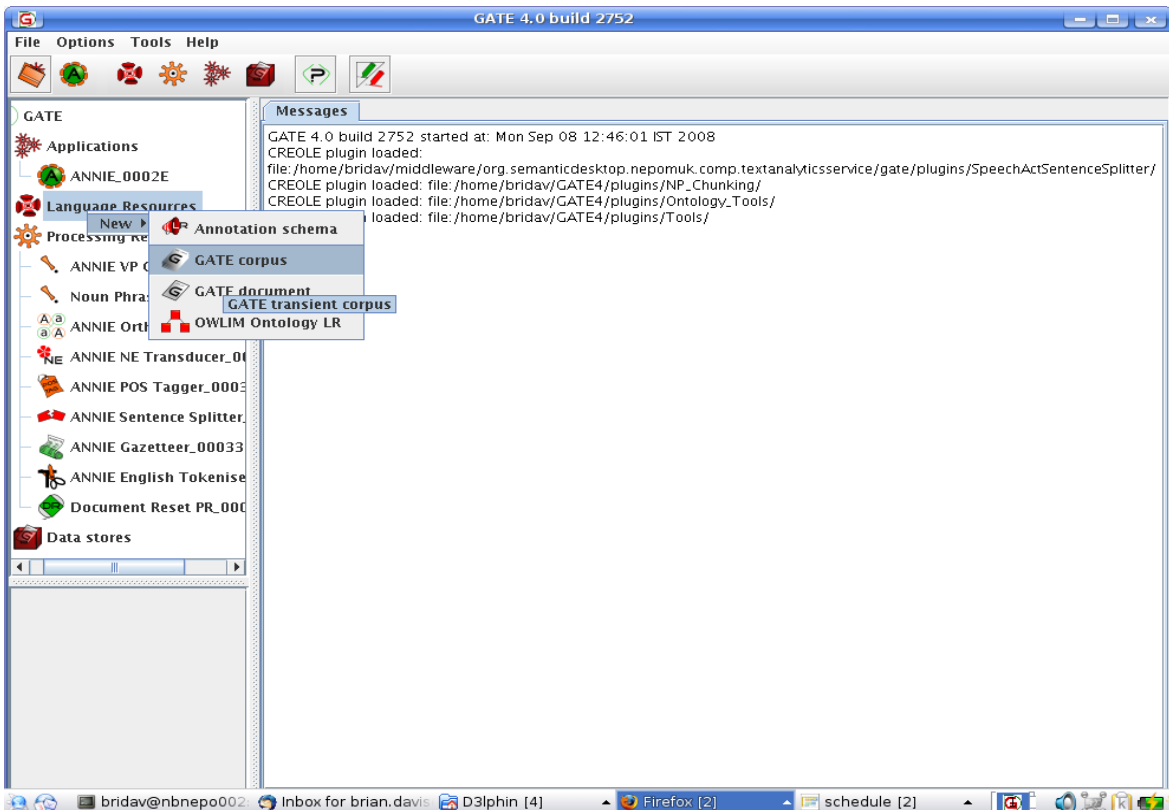 GATE 4.0 build 2752
File Options Tools Help
GATE
Applications
ANNIE_0002E
Language Resources
New
Processing Re
ANNIE VP
Noun Phra
ANNIE Orth
ANNIE NE Transducer_00
ANNIE POS Tagger_0003
ANNIE Sentence Splitter_
ANNIE Gazetteer_00033
ANNIE English Tokenise
Document Reset PR_000
Data stores
Annotation schema
GATE corpus
GATE document
GATE transient corpus
OWLIM Ontology LR
Messages
GATE 4.0 build 2752 started at: Mon Sep 08 12:46:01 IST 2008
CREOLE plugin loaded:
file:/home/bridav/middleware/org.semanticdesktop.nepomuk.comp.textanalyticsservice/gate/plugins/SpeechActSentenceSplitter/
CREOLE plugin loaded: file:/home/bridav/GATE4/plugins/NP_Chunking/
CREOLE plugin loaded: file:/home/bridav/GATE4/plugins/Ontology_Tools/
n loaded: file:/home/bridav/GATE4/plugins/Tools/
bridav@nbnepo002: Inbox for brian.davis D3lphin [4] Firefox [2] schedule [2]